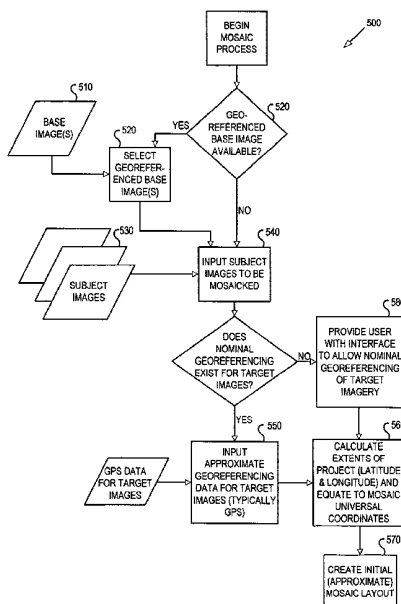 500
BEGIN
MOSAIC
PROCESS
510
BASE
IMAGE(S)
520
GEO-
REFERENCED
BASE IMAGE
AVAILABLE?
YES
520
SELECT
GEOREFER-
ENCED BASE
IMAGE(S)
NO
530
SUBJECT
IMAGES
540
INPUT SUBJECT
IMAGES TO BE
MOSAICKED
DOES
NOMINAL
GEOREFERENCING
EXIST FOR TARGET
IMAGES?
NO
PROVIDE USER
WITH INTERFACE
TO ALLOW NOMINAL
GEOREFERENCING
OF TARGET
IMAGERY
YES
550
GPS DATA
FOR TARGET
IMAGES
INPUT
APPROXIMATE
GEOREFERENCING
DATA FOR TARGET
IMAGES (TYPICALLY
GPS)
CALCULATE
EXTENTS OF
PROJECT (LATITUDE
& LONGITUDE) AND
EQUATE TO MOSAIC
UNIVERSAL
COORDINATES
570
CREATE INITIAL
(APPROXIMATE)
MOSAIC LAYOUT